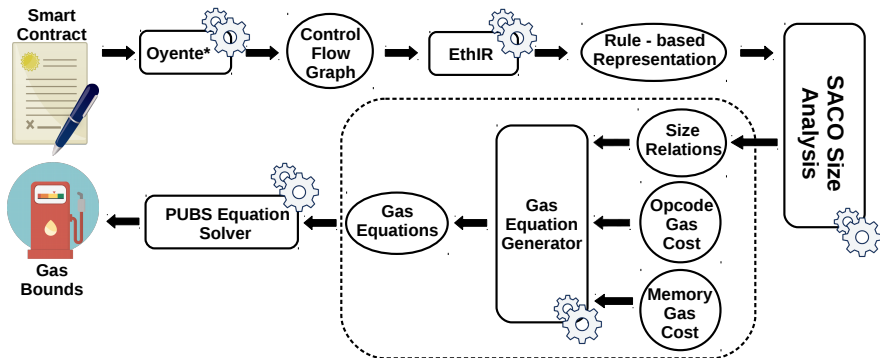 Smart
Contract
Oyente*
Control
Flow
Graph
EthIR
Rule - based
Representation
SACO Size
Analysis
Size
Relations
Opcode
Gas
Cost
Memory
Gas
Cost
Gas
Equation
Generator
Gas
Equations
PUBS Equation
Solver
Gas
Bounds